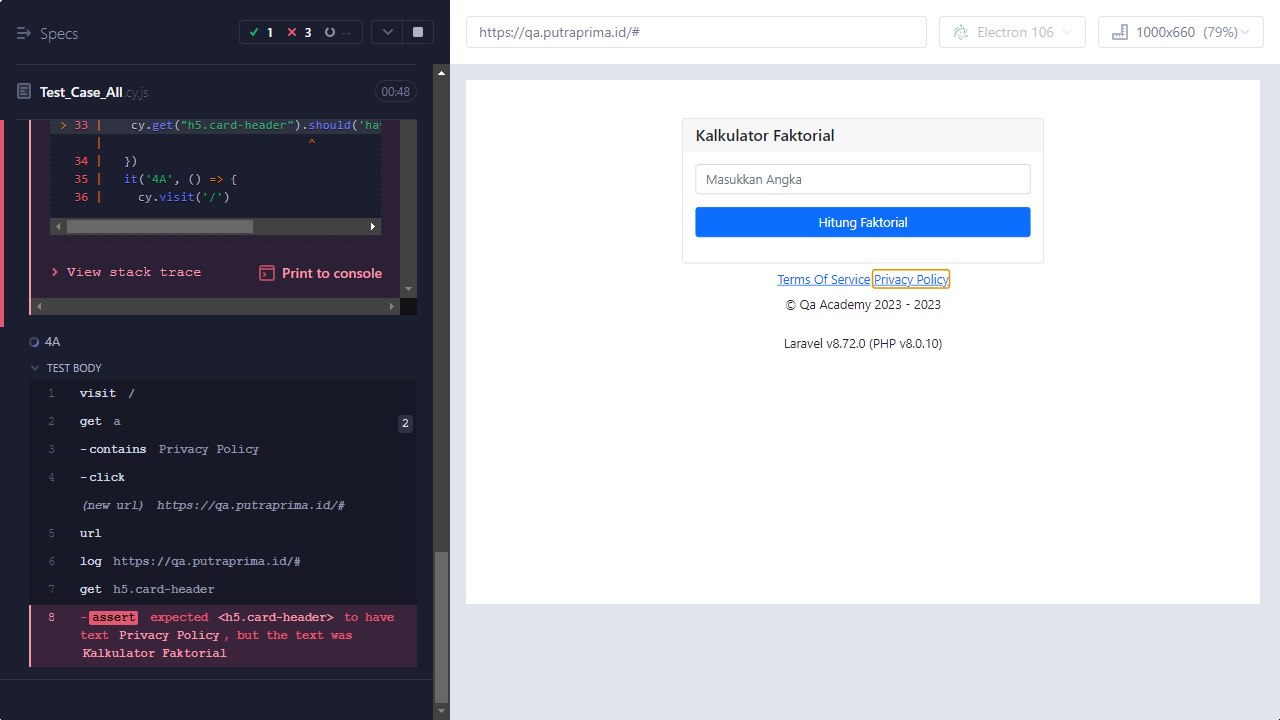 Specs
1
3
--
Test_Case_All.cy.js
00:48
> 33 | cy.get("h5.card-header").should('hav
| ^
34 | })
35 | it('4A', () => {
36 | cy.visit('/')
View stack trace
Print to console
4A
TEST BODY
1 visit /
2 get a 2
3 -contains Privacy Policy
4 -click
(new url) https://qa.putraprima.id/#
5 url
6 log https://qa.putraprima.id/#
7 get h5.card-header
8 -assert expected <h5.card-header> to have
text Privacy Policy, but the text was
Kalkulator Faktorial
https://qa.putraprima.id/#
Electron 106
1000x660 (79%)
Kalkulator Faktorial
Masukkan Angka
Hitung Faktorial
Terms Of Service Privacy Policy
© Qa Academy 2023 - 2023
Laravel v8.72.0 (PHP v8.0.10)